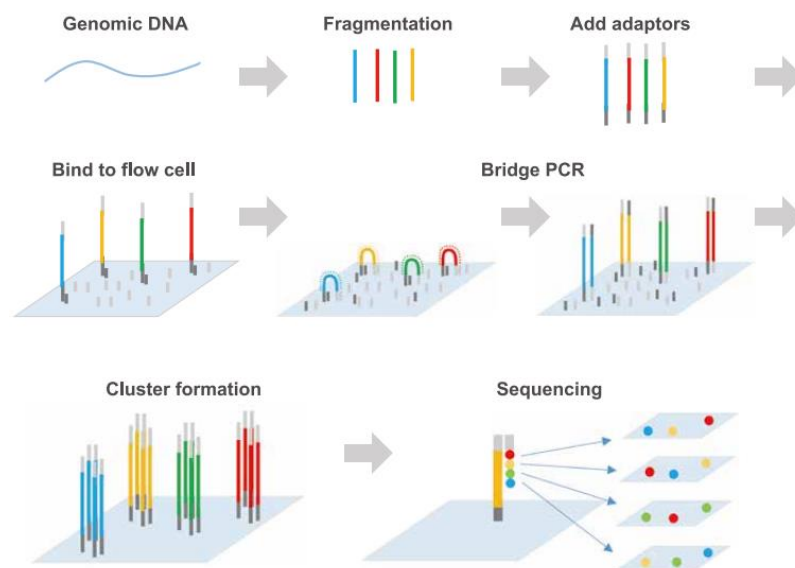 Genomic DNA
Fragmentation
Add adaptors
Bind to flow cell
Bridge PCR
Cluster formation
Sequencing